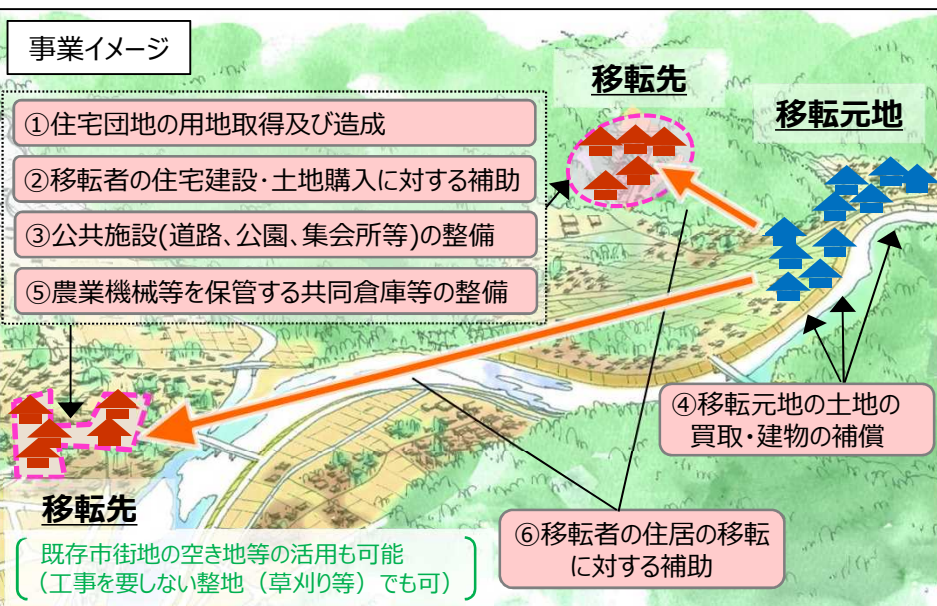 事業イメージ
移転先
移転元地
①住宅団地の用地取得及び造成
②移転者の住宅建設・土地購入に対する補助
③公共施設(道路、公園、集会所等)の整備
⑤農業機械等を保管する共同倉庫等の整備
④移転元地の土地の
買取・建物の補償
移転先
既存市街地の空き地等の活用も可能
（工事を要しない整地（草刈り等）でも可）
⑥移転者の住居の移転
に対する補助